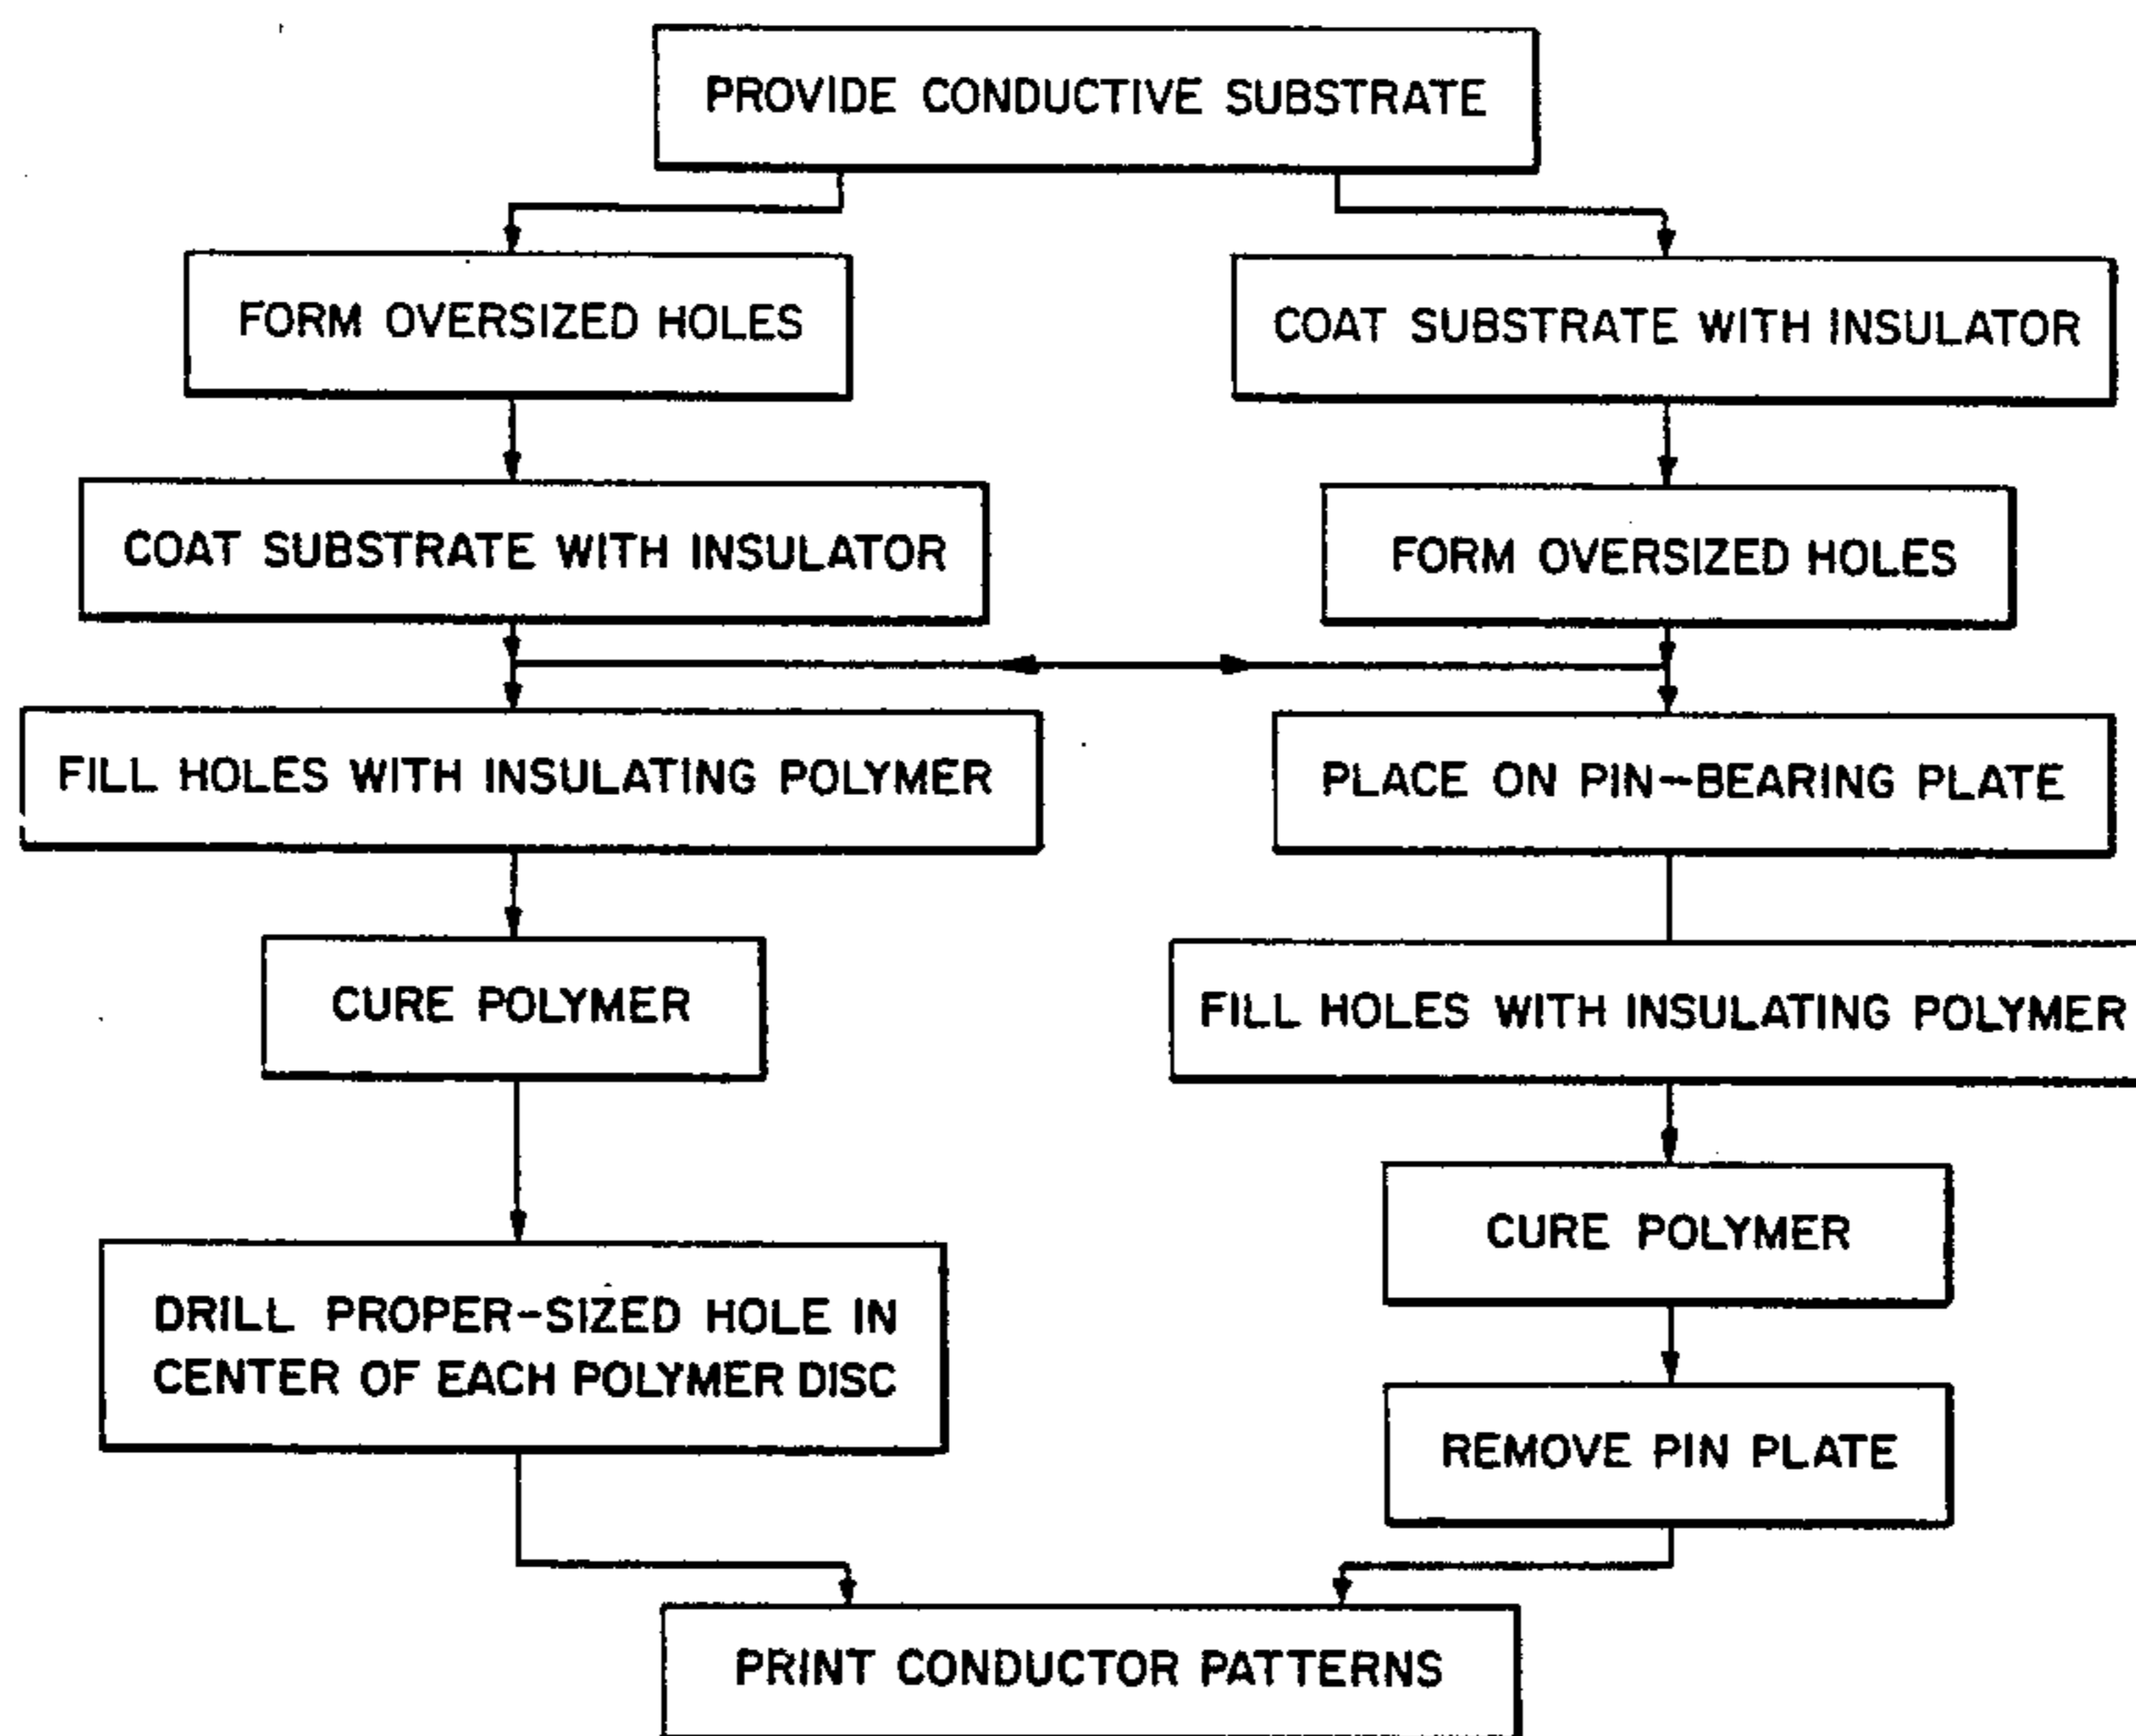 PROVIDE CONDUCTIVE SUBSTRATE
FORM OVERSIZED HOLES
COAT SUBSTRATE WITH INSULATOR
COAT SUBSTRATE WITH INSULATOR
FORM OVERSIZED HOLES
FILL HOLES WITH INSULATING POLYMER
PLACE ON PIN-BEARING PLATE
CURE POLYMER
FILL HOLES WITH INSULATING POLYMER
DRILL PROPER-SIZED HOLE IN
CENTER OF EACH POLYMER DISC
CURE POLYMER
REMOVE PIN PLATE
PRINT CONDUCTOR PATTERNS